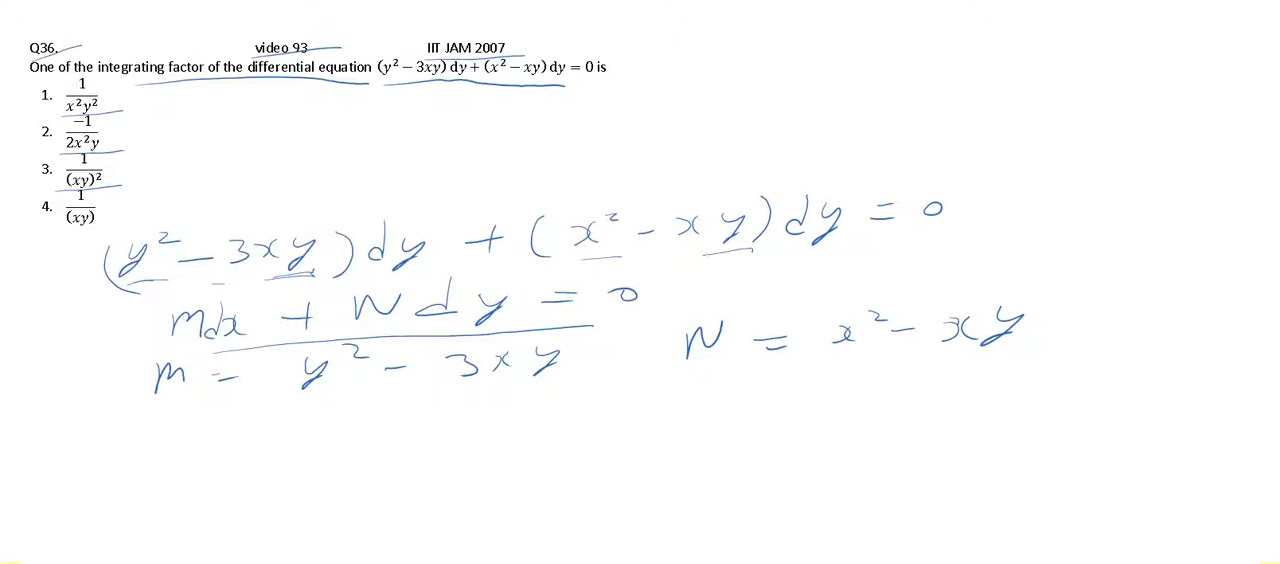 Q36. video 93 IIT JAM 2007
One of the integrating factor of the differential equation (y² − 3xy) dy + (x² − xy) dy = 0 is
1. 1/(x²y²)
2. −1/(2x²y)
3. 1/(xy)²
4. 1/(xy)
(y² − 3xy) dy + (x² − xy) dy = 0
mdx + Ndy = 0
m = y² − 3xy N = x² − xy